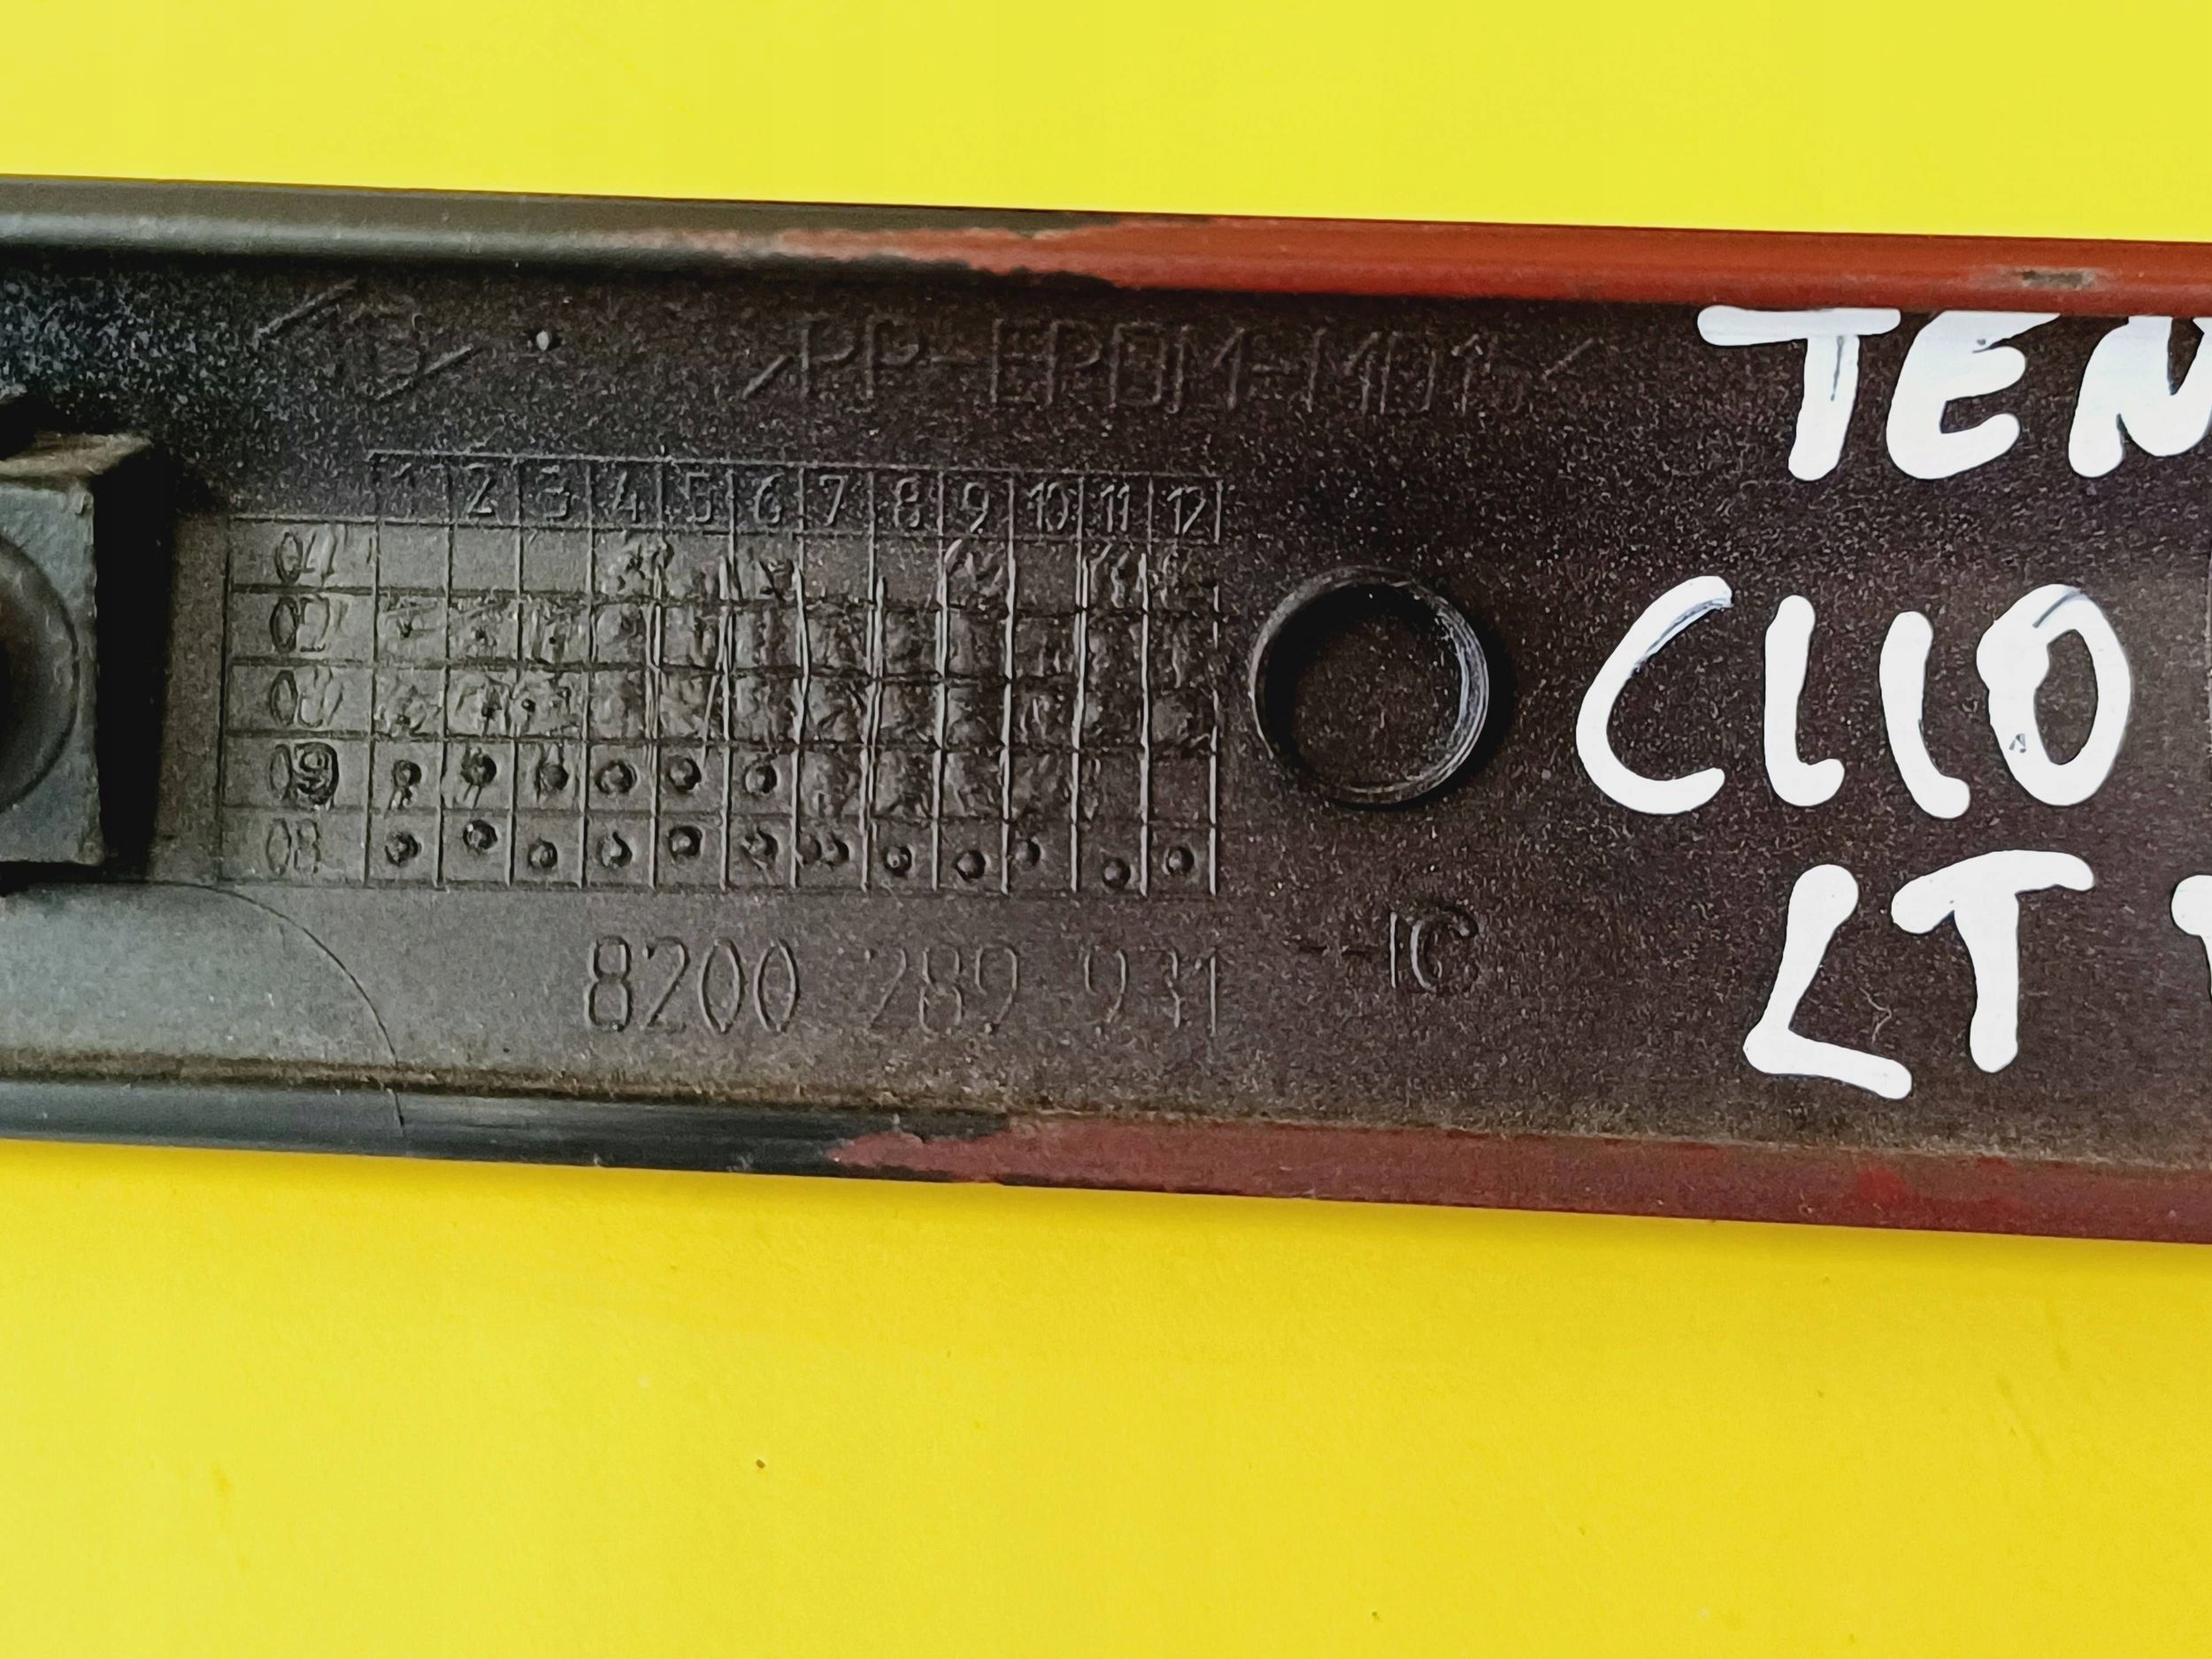 PP-EPDM-MD15<
TEN
1 2 3 4 5 6 7 8 9 10 11 12
CLIO
09
08
LT
8200 289 931 --IC